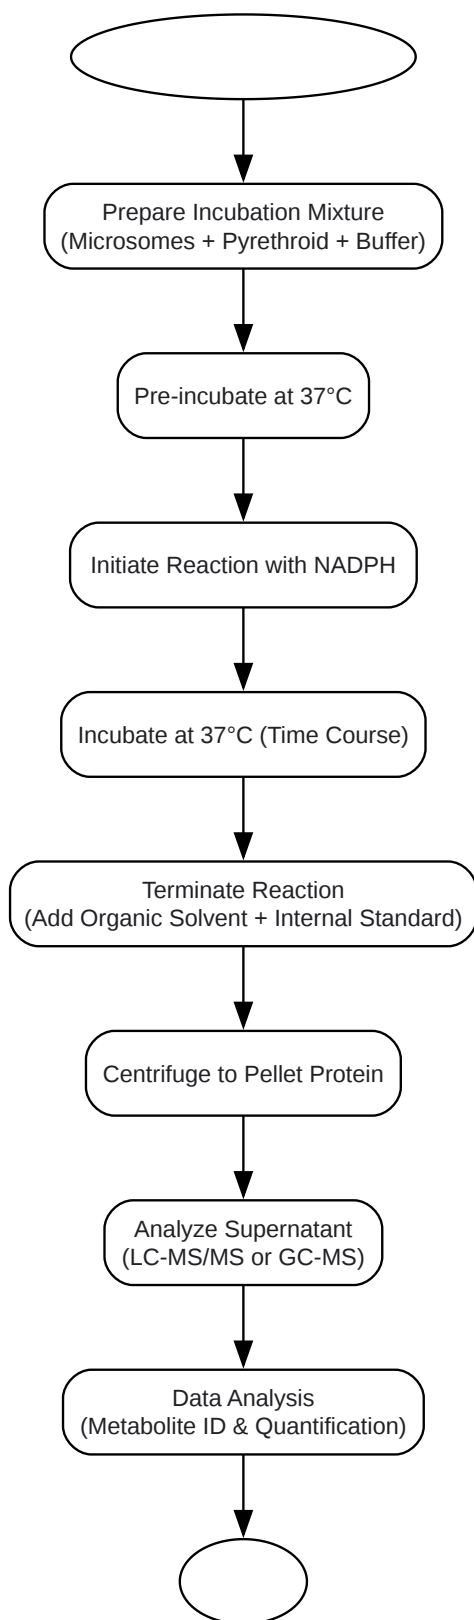 Prepare Incubation Mixture
(Microsomes + Pyrethroid + Buffer)
Pre-incubate at 37°C
Initiate Reaction with NADPH
Incubate at 37°C (Time Course)
Terminate Reaction
(Add Organic Solvent + Internal Standard)
Centrifuge to Pellet Protein
Analyze Supernatant
(LC-MS/MS or GC-MS)
Data Analysis
(Metabolite ID & Quantification)